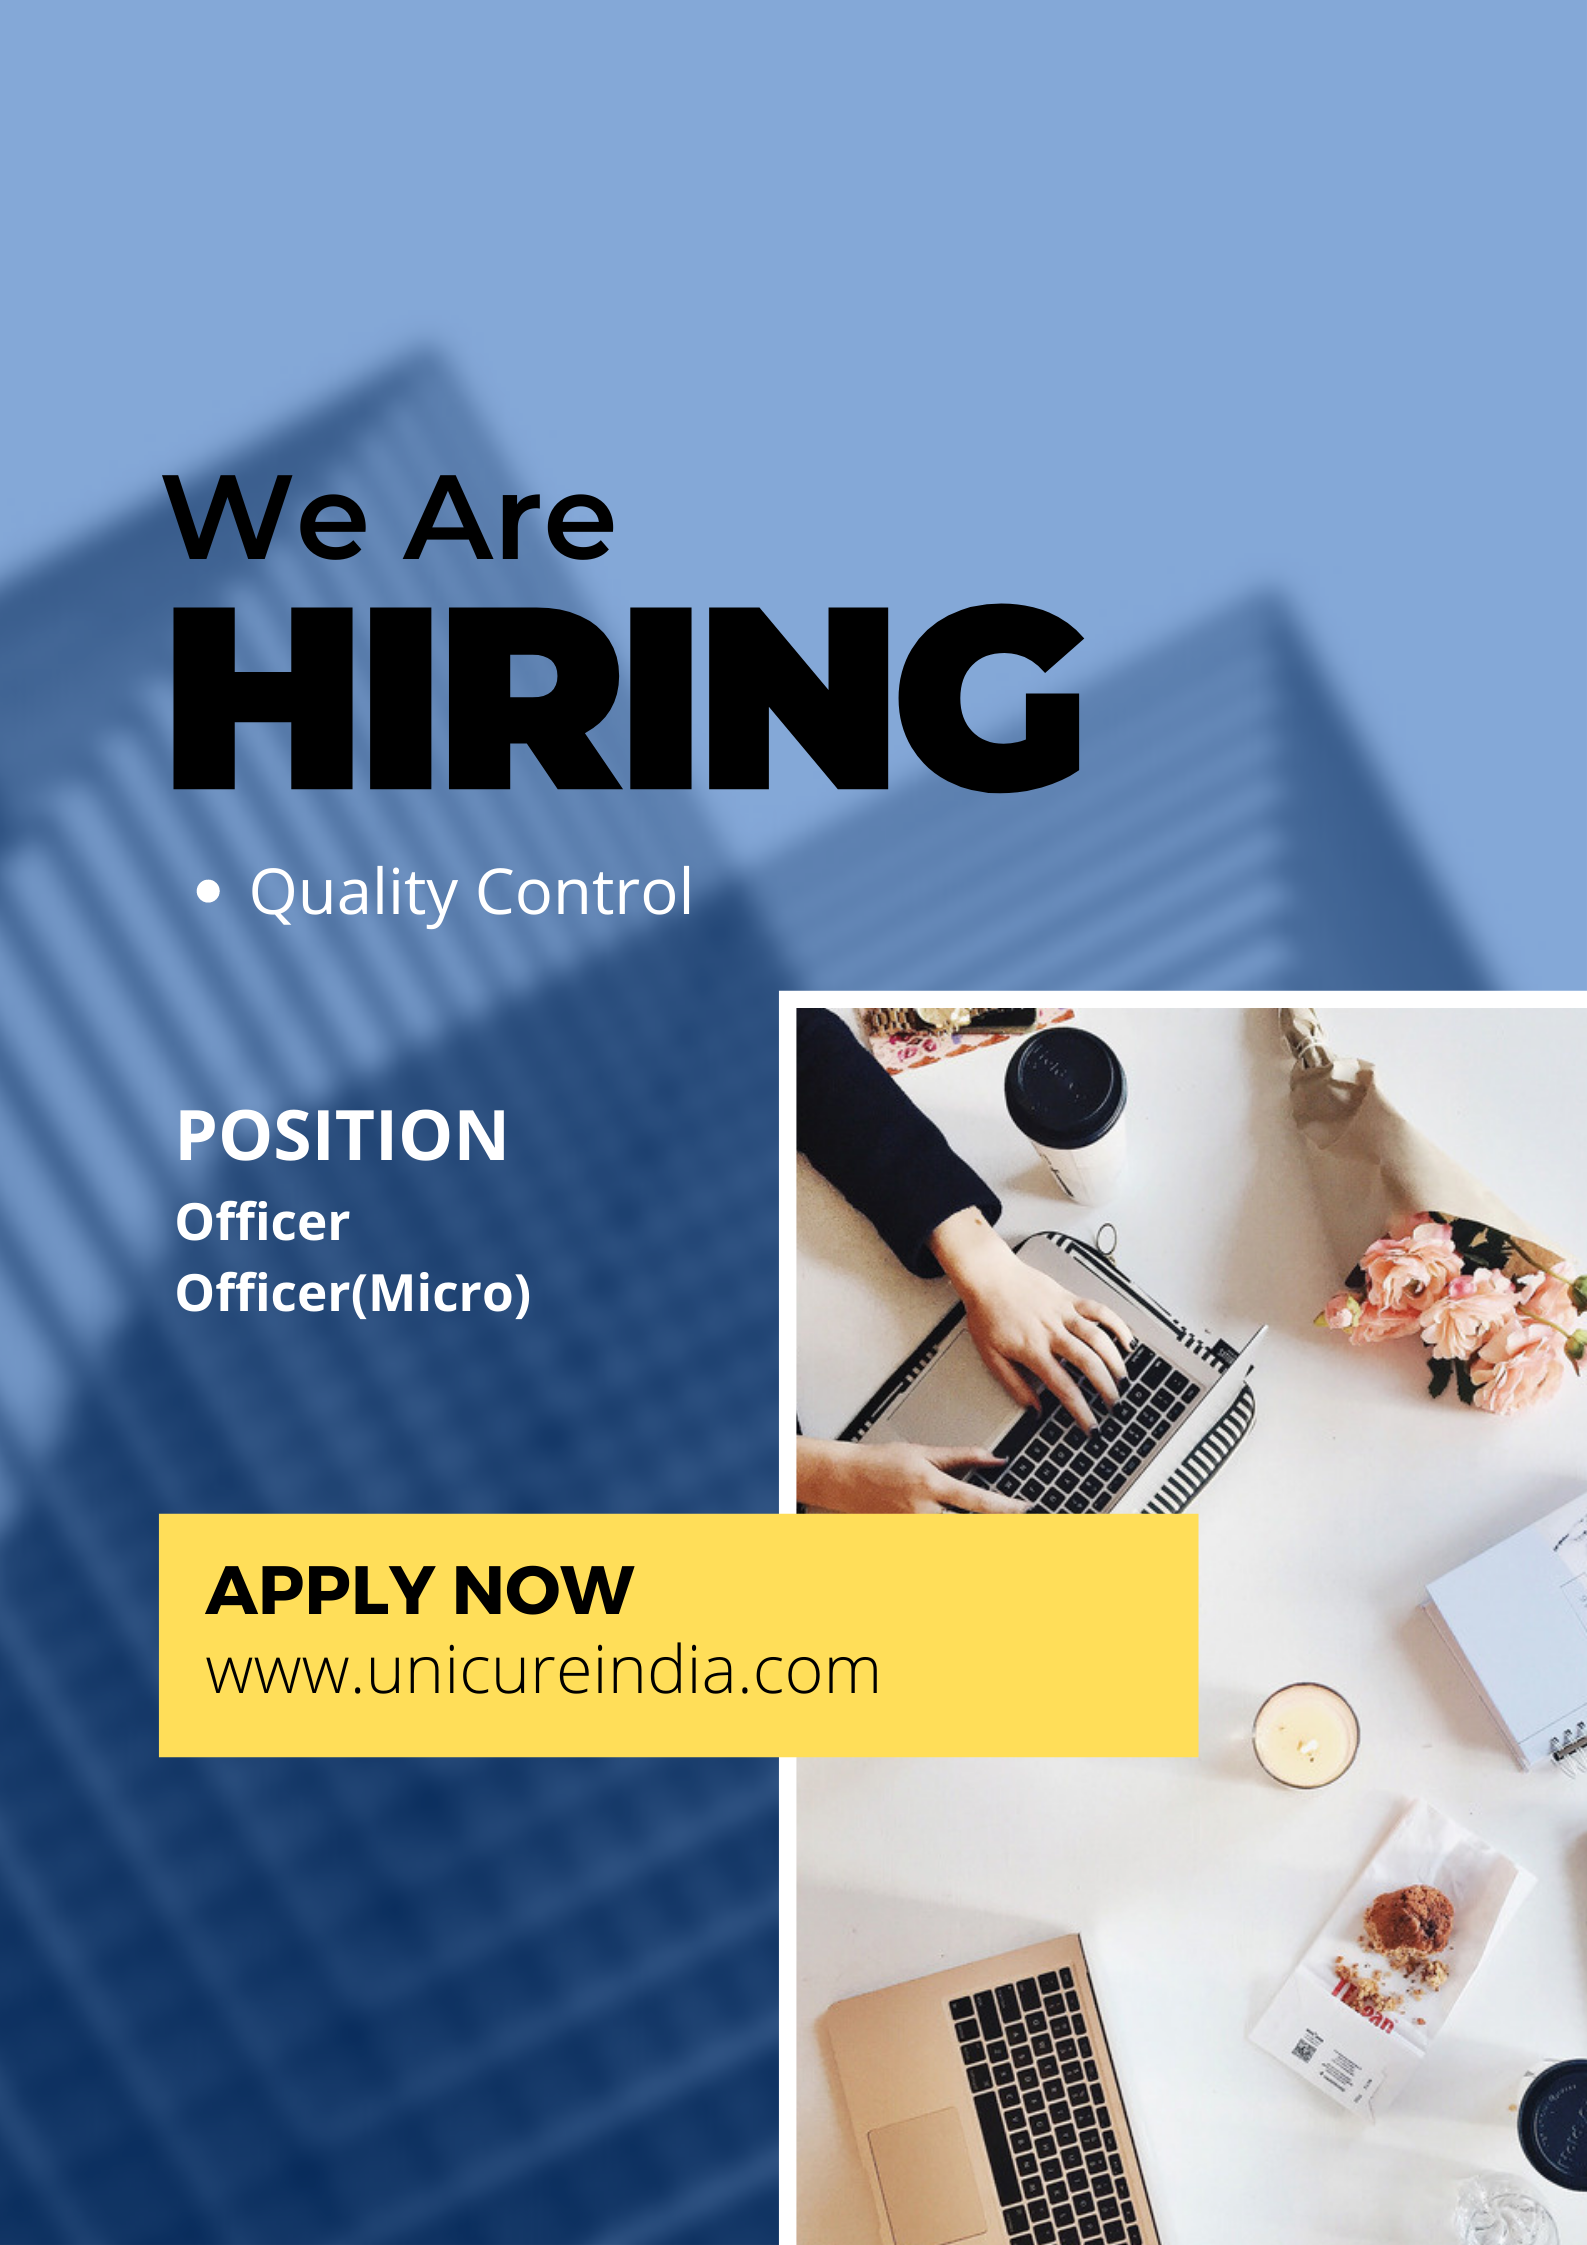 We Are
HIRING
• Quality Control
POSITION
Officer
Officer(Micro)
APPLY NOW
www.unicureindia.com